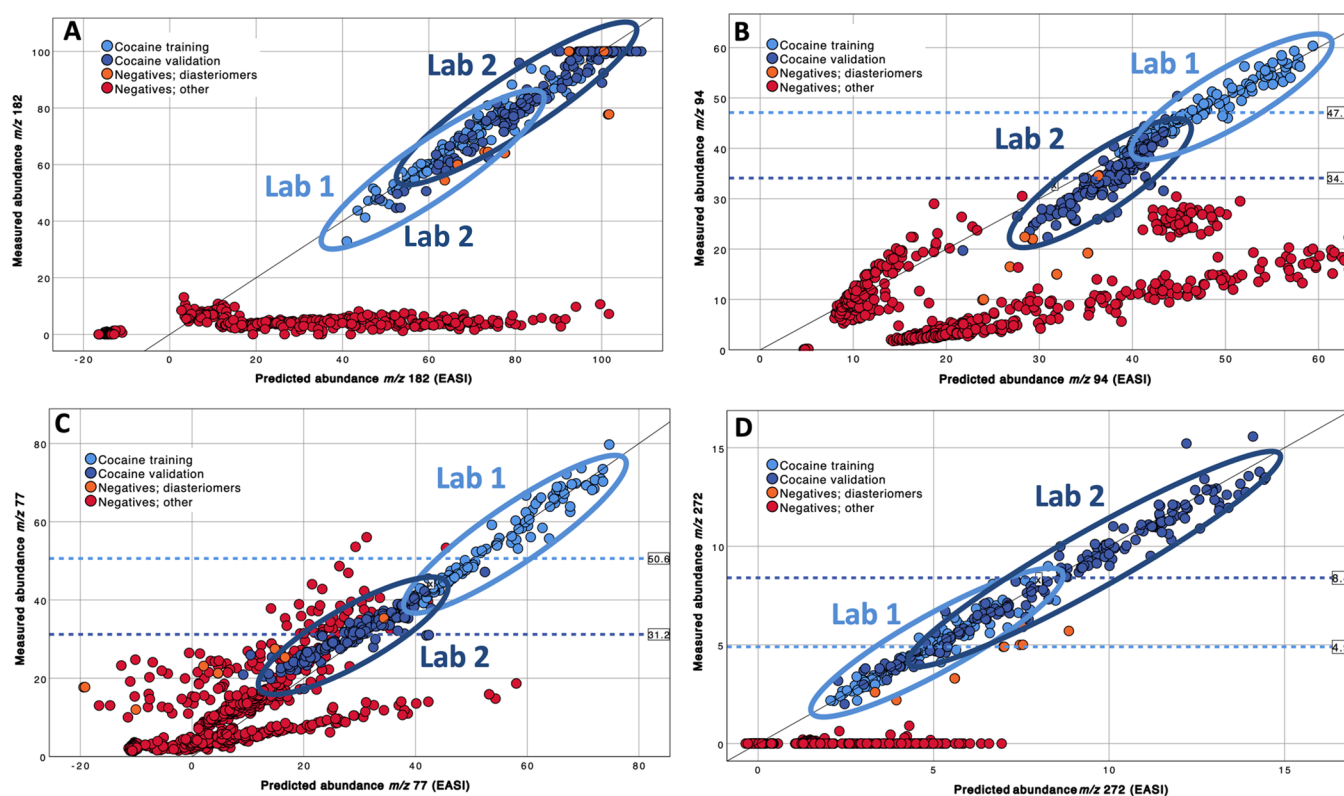 A
Cocaine training
Cocaine validation
Negatives; diasteriomers
Negatives; other
Lab 2
Lab 1
Lab 2
100
80
60
40
20
0
-20
0
20
40
60
80
100
Measured abundance m/z 182
Predicted abundance m/z 182 (EASI)
B
Cocaine training
Cocaine validation
Negatives; diasteriomers
Negatives; other
Lab 1
Lab 2
47.
34.
60
50
40
30
20
10
0
0
10
20
30
40
50
60
Measured abundance m/z 94
Predicted abundance m/z 94 (EASI)
C
Cocaine training
Cocaine validation
Negatives; diasteriomers
Negatives; other
Lab 1
Lab 2
50.6
31.2
80
60
40
20
0
-20
0
20
40
60
80
Measured abundance m/z 77
Predicted abundance m/z 77 (EASI)
D
Cocaine training
Cocaine validation
Negatives; diasteriomers
Negatives; other
Lab 2
Lab 1
8.
4.
15
10
5
0
0
5
10
15
Measured abundance m/z 272
Predicted abundance m/z 272 (EASI)